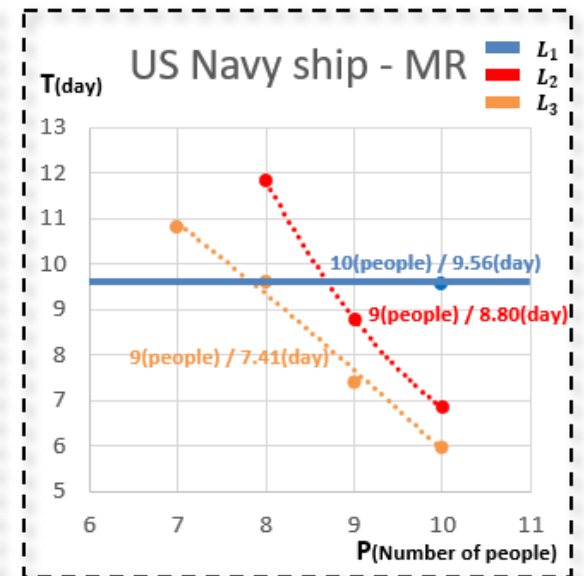 US Navy ship - MR
L₁
L₂
L₃
T(day)
13
12
11
10
9
8
7
6
5
10(people) / 9.56(day)
9(people) / 8.80(day)
9(people) / 7.41(day)
6 7 8 9 10 11
P(Number of people)